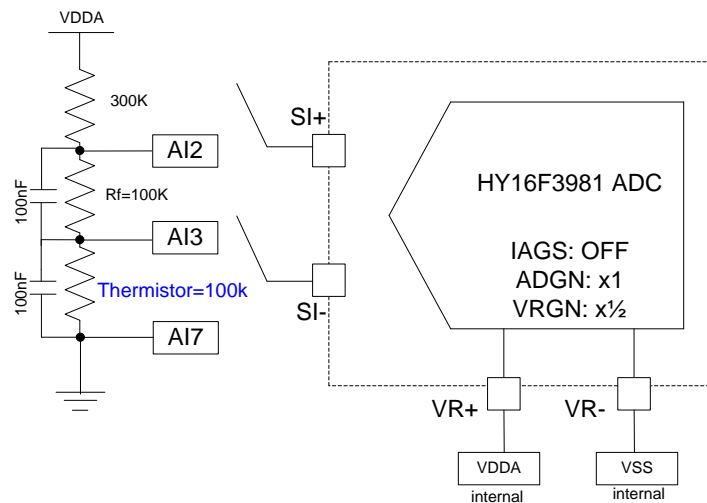 VDDA
300K
AI2
100nF
Rf=100K
AI3
100nF
Thermistor=100k
AI7
SI+
SI-
HY16F3981 ADC
IAGS: OFF
ADGN: x1
VRGN: x½
VR+
VR-
VDDA
internal
VSS
internal